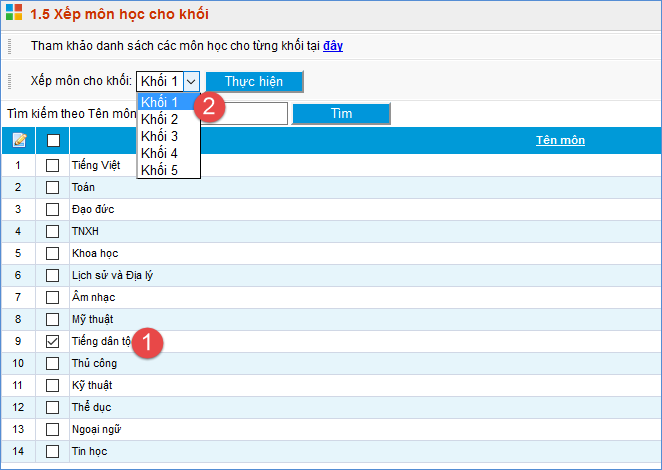 1.5 Xếp môn học cho khối
Tham khảo danh sách các môn học cho từng khối tại đây
Xếp môn cho khối: Khối 1 Thực hiện
Khối 1 2
Tìm kiếm theo Tên môn Tìm
Khối 2
Khối 3
Khối 4
Khối 5
Tên môn
1 Tiếng Việt
2 Toán
3 Đạo đức
4 TNXH
5 Khoa học
6 Lịch sử và Địa lý
7 Âm nhạc
8 Mỹ thuật
9 Tiếng dân tộ 1
10 Thủ công
11 Kỹ thuật
12 Thể dục
13 Ngoại ngữ
14 Tin học